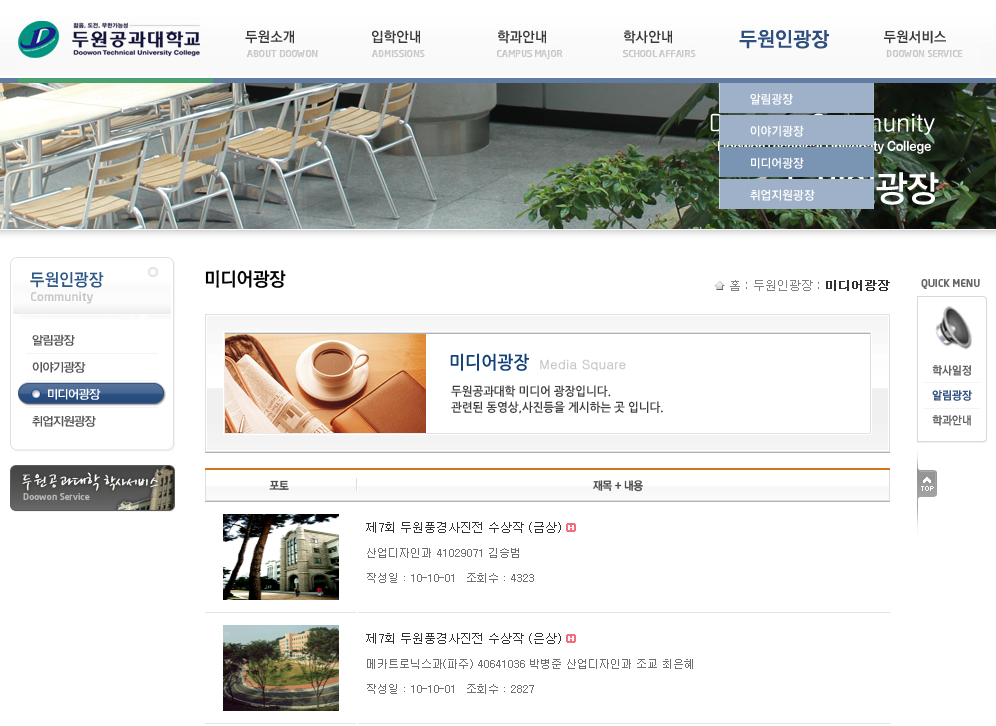 활동, 도전, 무한가능성
두원공과대학교
Doowon Technical University College
두원소개
ABOUT DOOWON
입학안내
ADMISSIONS
학과안내
CAMPUS MAJOR
학사안내
SCHOOL AFFAIRS
두원인광장
두원서비스
DOOWON SERVICE
알림광장
이야기광장
미디어광장
취업지원광장
광장
두원인광장
Community
알림광장
이야기광장
미디어광장
취업지원광장
두원공과대학 학사서비스
Doowon Service
미디어광장
홈 : 두원인광장 : 미디어광장
미디어광장 Media Square
두원공과대학 미디어 광장입니다.
관련된 동영상,사진등을 게시하는 곳 입니다.
포토
재목 + 내용
제7회 두원풍경사진전 수상작 (금상)
산업디자인과 41029071 김승범
작성일 : 10-10-01 조회수 : 4323
제7회 두원풍경사진전 수상작 (은상)
메카트로닉스과(파주) 40641036 박병준 산업디자인과 조교 최은혜
작성일 : 10-10-01 조회수 : 2827
QUICK MENU
학사일정
알림광장
학과안내
TOP